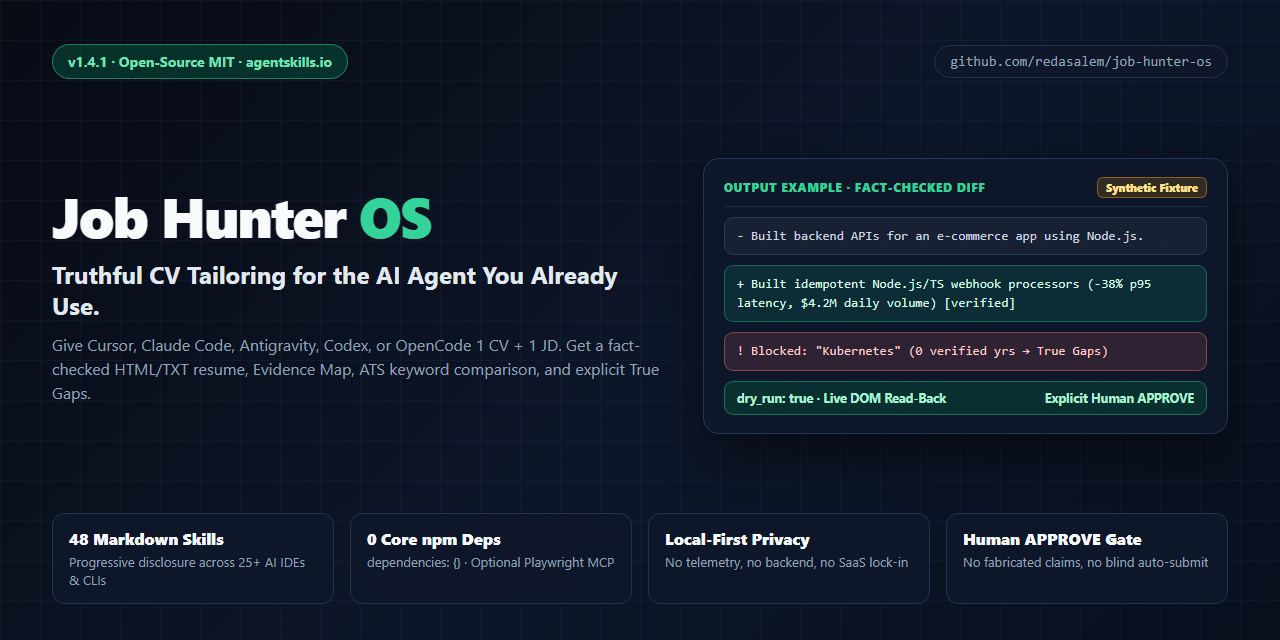 v1.4.1 · Open-Source MIT · agentskills.io
github.com/redasalem/job-hunter-os
Job Hunter OS
Truthful CV Tailoring for the AI Agent You Already
Use.
Give Cursor, Claude Code, Antigravity, Codex, or OpenCode 1 CV + 1 JD. Get a fact-
checked HTML/TXT resume, Evidence Map, ATS keyword comparison, and explicit True
Gaps.
OUTPUT EXAMPLE · FACT-CHECKED DIFF
Synthetic Fixture
- Built backend APIs for an e-commerce app using Node.js.
+ Built idempotent Node.js/TS webhook processors (-38% p95
latency, $4.2M daily volume) [verified]
! Blocked: "Kubernetes" (0 verified yrs → True Gaps)
dry_run: true · Live DOM Read-Back
Explicit Human APPROVE
48 Markdown Skills
Progressive disclosure across 25+ AI IDEs
& CLIs
0 Core npm Deps
dependencies: {} · Optional Playwright MCP
Local-First Privacy
No telemetry, no backend, no SaaS lock-in
Human APPROVE Gate
No fabricated claims, no blind auto-submit